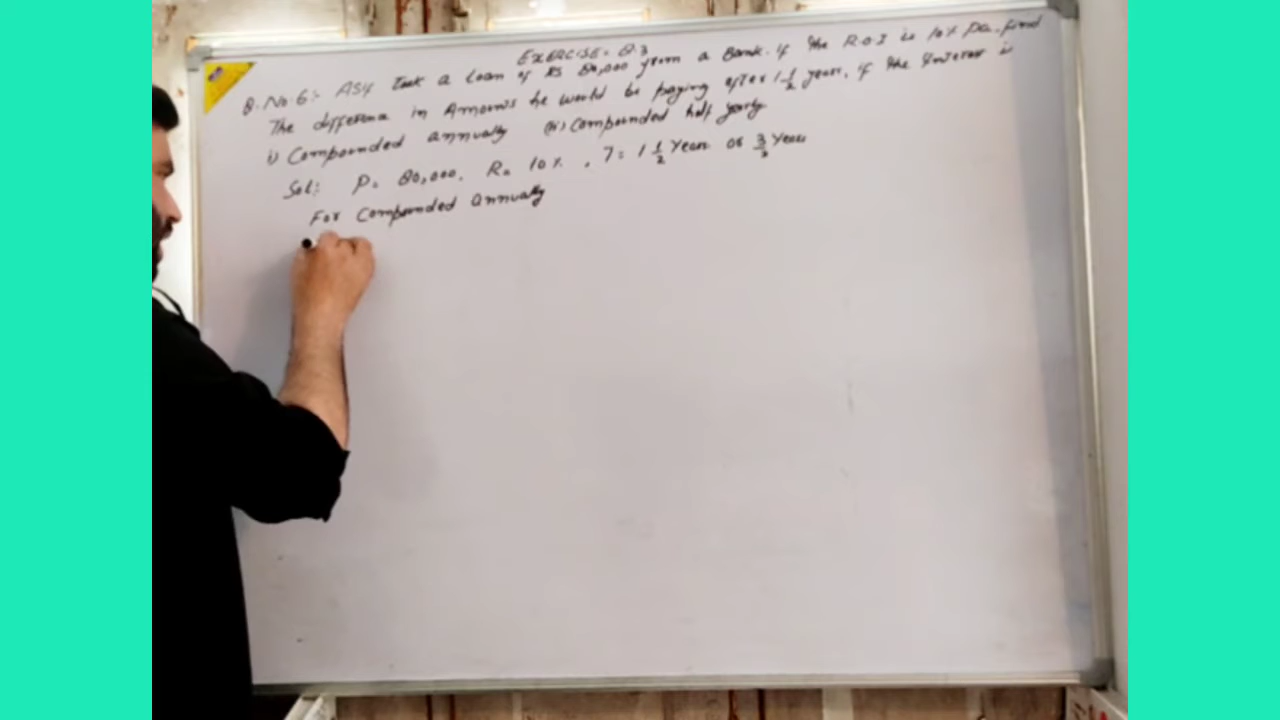 EXERCISE: 8.3
Q.No.6:- ASif Took a Loan of Rs 80,000 from a Bank. if the R.O.I is 10% Pa. find
The difference in Amounts he would be paying after 1 1/2 years, if the interest is
i) Compounded annually (ii) Compounded half yearly
Sol: P= 80,000, R= 10%, T= 1 1/2 Years or 3/2 Years
For Compounded annually